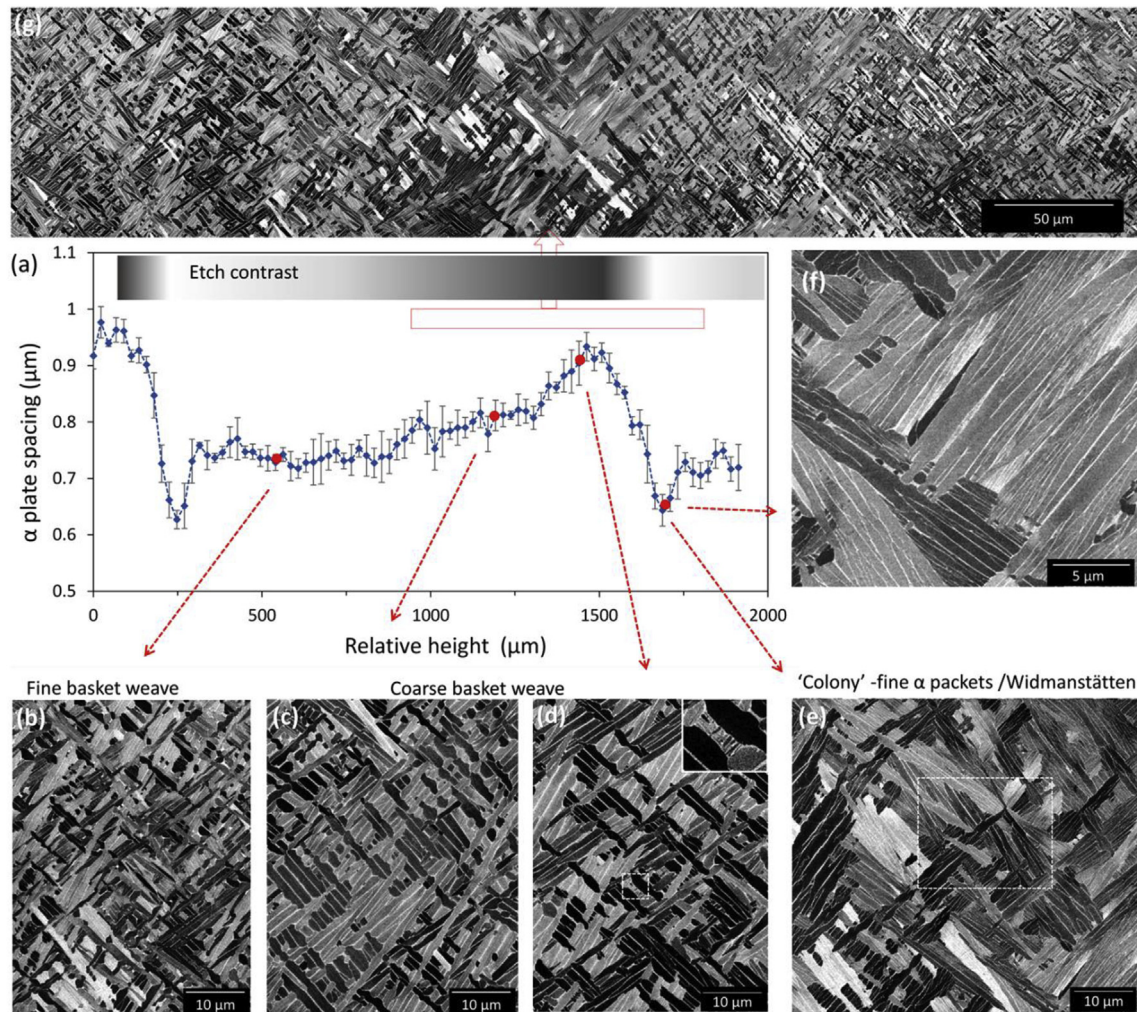 (g)
50 μm
(a)
Etch contrast
1.1
1
0.9
0.8
0.7
0.6
0.5
α plate spacing (μm)
0
500
1000
1500
2000
Relative height (μm)
(f)
5 μm
Fine basket weave
Coarse basket weave
'Colony' -fine α packets /Widmanstätten
(b)
10 μm
(c)
10 μm
(d)
10 μm
(e)
10 μm